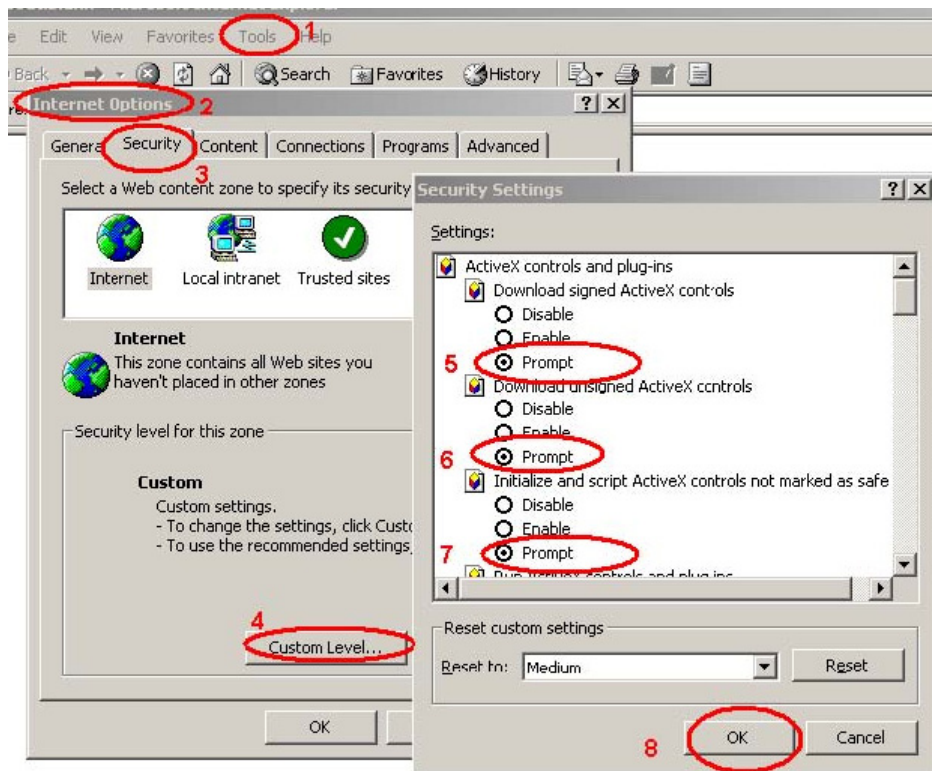 Edit View Favorites Tools Help
1
Back Search Favorites History
Internet Options
2
General Security Content Connections Programs Advanced
3
Select a Web content zone to specify its security
Internet Local intranet Trusted sites
Internet
This zone contains all Web sites you
haven't placed in other zones
Security level for this zone
Custom
Custom settings.
- To change the settings, click Custo
- To use the recommended settings,
4
Custom Level...
OK
Security Settings
Settings:
ActiveX controls and plug-ins
Download signed ActiveX controls
Disable
Enable
5
Prompt
Download unsigned ActiveX controls
Disable
Enable
6
Prompt
Initialize and script ActiveX controls not marked as safe
Disable
Enable
7
Prompt
Run ActiveX controls and plug-ins
Reset custom settings
Reset to: Medium Reset
8
OK Cancel